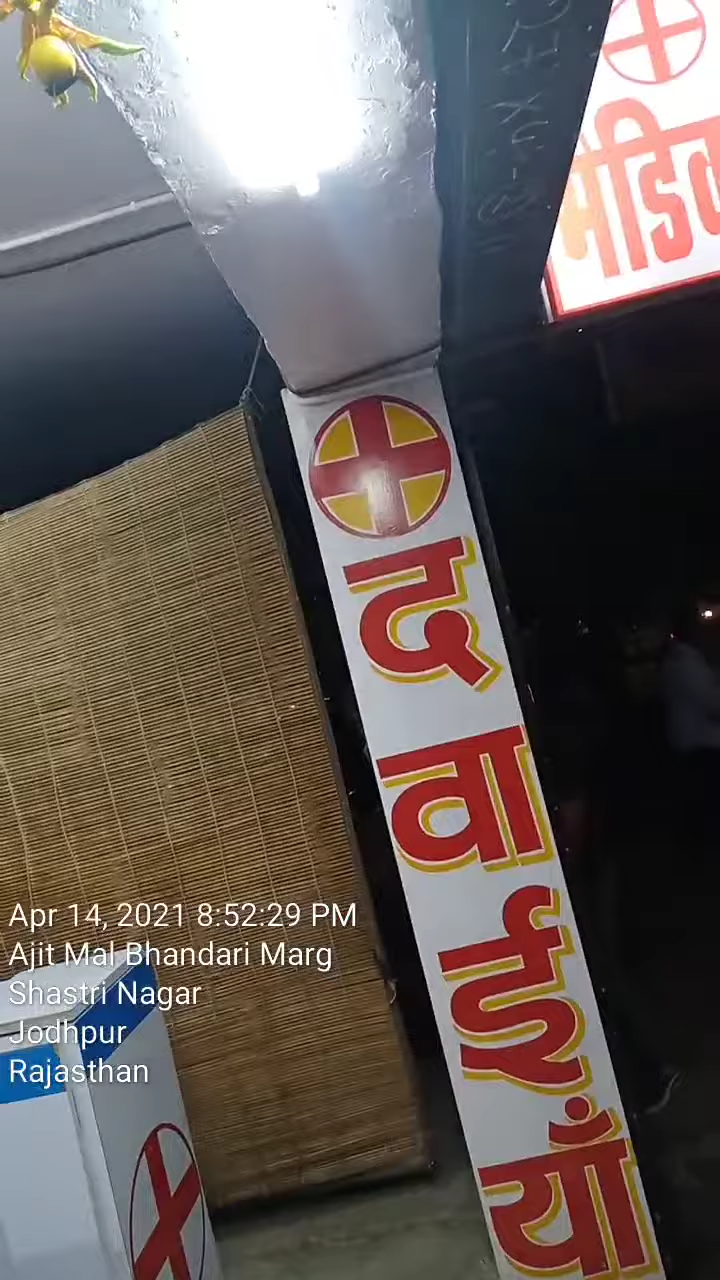 मेडिक
द
वा
ई
याँ
Apr 14, 2021 8:52:29 PM
Ajit Mal Bhandari Marg
Shastri Nagar
Jodhpur
Rajasthan